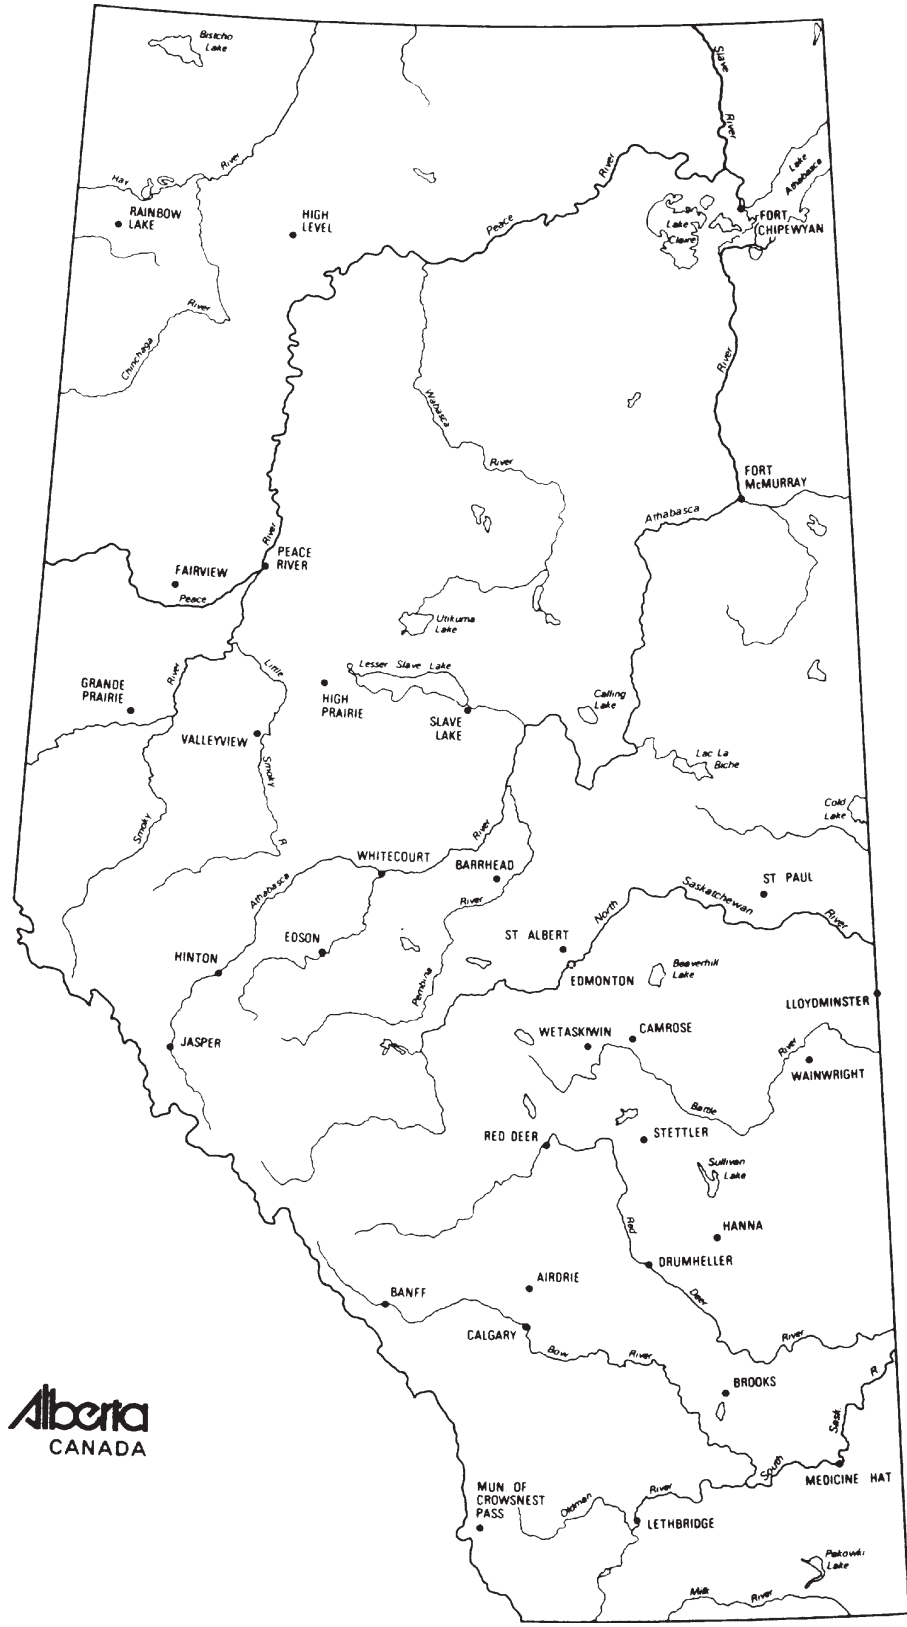 Bistcho
Lake
Slave
River
Hay
River
Lake
Athabasca
River
Peace
RAINBOW
LAKE
HIGH
LEVEL
Lake
Claire
FORT
CHIPEWYAN
River
Chinchaga
River
Wabasca
River
FORT
McMURRAY
Athabasca
River
PEACE
RIVER
FAIRVIEW
Peace
Utikuma
Lake
Little
River
Lesser Slave Lake
GRANDE
PRAIRIE
HIGH
PRAIRIE
Calling
Lake
SLAVE
LAKE
VALLEYVIEW
Smoky
R
Lac La
Biche
Cold
Lake
Smoky
River
WHITECOURT
BARRHEAD
ST PAUL
Athabasca
River
North
Saskatchewan
River
EDSON
ST ALBERT
HINTON
Pembina
EDMONTON
Beaverhill
Lake
LLOYDMINSTER
JASPER
WETASKIWIN
CAMROSE
River
WAINWRIGHT
Battle
RED DEER
STETTLER
Sullivan
Lake
Red
HANNA
DRUMHELLER
AIRDRIE
BANFF
Deer
CALGARY
Bow
River
River
R
BROOKS
Alberta
CANADA
Sask
South
MEDICINE HAT
MUN OF
CROWSNEST
PASS
Oldman
River
LETHBRIDGE
Pakowki
Lake
Milk
River